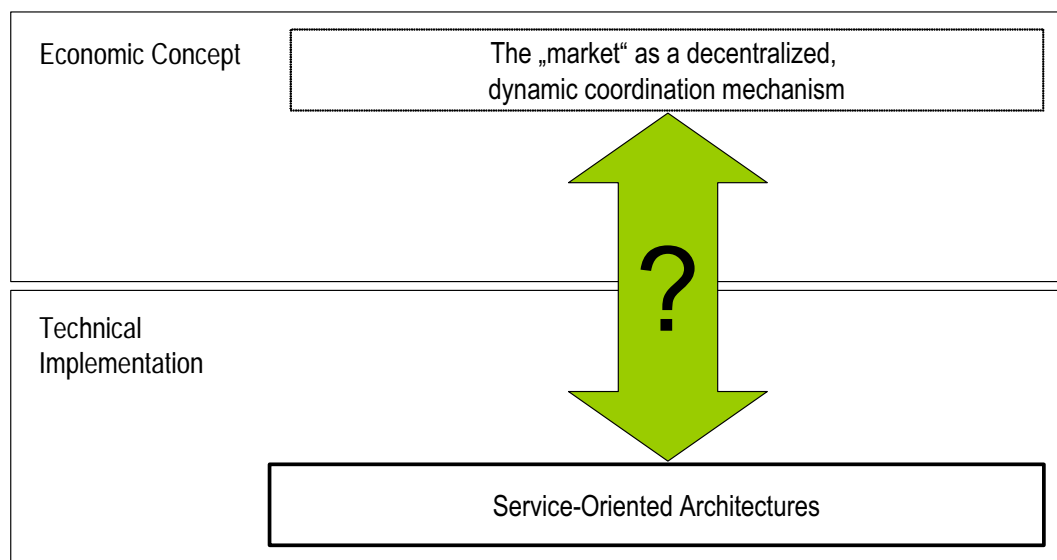 Economic Concept
The „market“ as a decentralized,
dynamic coordination mechanism
?
Technical
Implementation
Service-Oriented Architectures